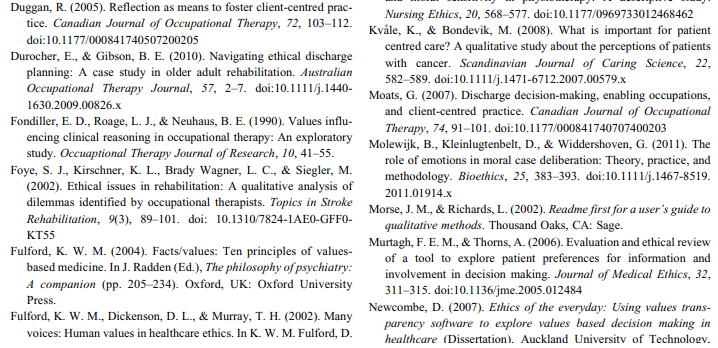 Duggan, R. (2005). Reflection as means to foster client-centred prac-
tice. Canadian Journal of Occupational Therapy, 72, 103–112.
doi:10.1177/000841740507200205
Durocher, E., & Gibson, B. E. (2010). Navigating ethical discharge
planning: A case study in older adult rehabilitation. Australian
Occupational Therapy Journal, 57, 2–7. doi:10.1111/j.1440-
1630.2009.00826.x
Fondiller, E. D., Roage, L. J., & Neuhaus, B. E. (1990). Values influ-
encing clinical reasoning in occupational therapy: An exploratory
study. Occuaptional Therapy Journal of Research, 10, 41–55.
Foye, S. J., Kirschner, K. L., Brady Wagner, L. C., & Siegler, M.
(2002). Ethical issues in rehabilitation: A qualitative analysis of
dilemmas identified by occupational therapists. Topics in Stroke
Rehabilitation, 9(3), 89–101. doi: 10.1310/7824-1AE0-GFF0-
KT55
Fulford, K. W. M. (2004). Facts/values: Ten principles of values-
based medicine. In J. Radden (Ed.), The philosophy of psychiatry:
A companion (pp. 205–234). Oxford, UK: Oxford University
Press.
Fulford, K. W. M., Dickenson, D. L., & Murray, T. H. (2002). Many
voices: Human values in healthcare ethics. In K. W. M. Fulford, D.
Nursing Ethics, 20, 568–577. doi:10.1177/0969733012468462
Kvåle, K., & Bondevik, M. (2008). What is important for patient
centred care? A qualitative study about the perceptions of patients
with cancer. Scandinavian Journal of Caring Science, 22,
582–589. doi:10.1111/j.1471-6712.2007.00579.x
Moats, G. (2007). Discharge decision-making, enabling occupations,
and client-centred practice. Canadian Journal of Occupational
Therapy, 74, 91–101. doi:10.1177/000841740707400203
Molewijk, B., Kleinlugtenbelt, D., & Widdershoven, G. (2011). The
role of emotions in moral case deliberation: Theory, practice, and
methodology. Bioethics, 25, 383–393. doi:10.1111/j.1467-8519.
2011.01914.x
Morse, J. M., & Richards, L. (2002). Readme first for a user's guide to
qualitative methods. Thousand Oaks, CA: Sage.
Murtagh, F. E. M., & Thorns, A. (2006). Evaluation and ethical review
of a tool to explore patient preferences for information and
involvement in decision making. Journal of Medical Ethics, 32,
311–315. doi:10.1136/jme.2005.012484
Newcombe, D. (2007). Ethics of the everyday: Using values trans-
parency software to explore values based decision making in
healthcare (Dissertation). Auckland University of Technology,